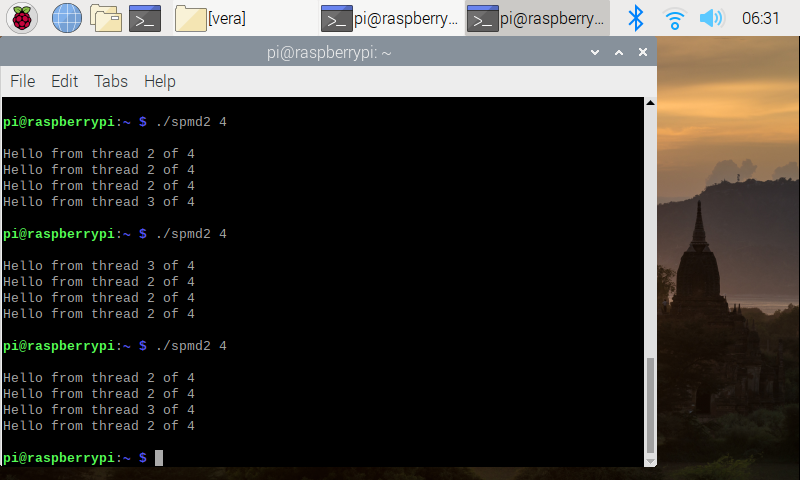 [vera]
pi@raspberry...
pi@raspberry...
06:31
pi@raspberrypi: ~
File Edit Tabs Help
pi@raspberrypi:~ $ ./spmd2 4
Hello from thread 2 of 4
Hello from thread 2 of 4
Hello from thread 2 of 4
Hello from thread 3 of 4
pi@raspberrypi:~ $ ./spmd2 4
Hello from thread 3 of 4
Hello from thread 2 of 4
Hello from thread 2 of 4
Hello from thread 2 of 4
pi@raspberrypi:~ $ ./spmd2 4
Hello from thread 2 of 4
Hello from thread 2 of 4
Hello from thread 3 of 4
Hello from thread 2 of 4
pi@raspberrypi:~ $